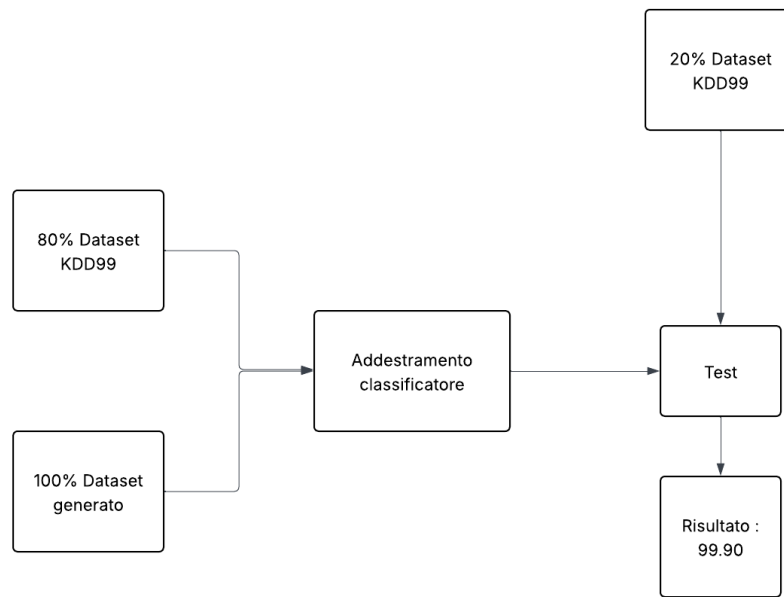 20% Dataset
KDD99
80% Dataset
KDD99
Addestramento
classificatore
Test
100% Dataset
generato
Risultato :
99.90